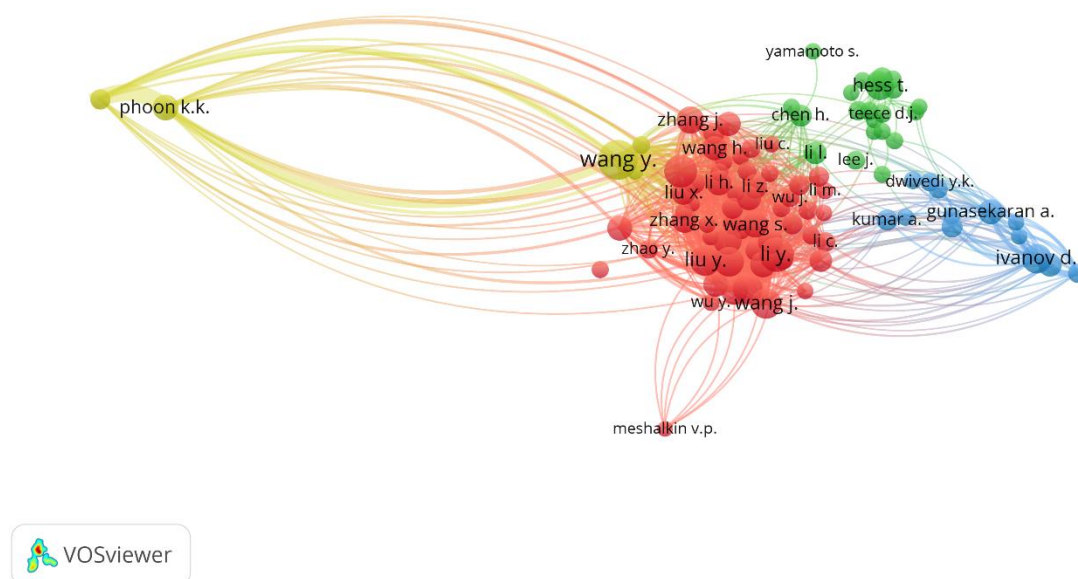 yamamoto s.
hess t.
phoon k.k.
chen h.
teece d.j.
zhang j.
wang h.
liu c.
wang y.
li l.
lee j.
li h.
li z.
dwivedi y.k.
liu x.
wu j.
li m.
zhang x.
wang s.
kumar a.
gunasekaran a.
zhao y.
li c.
liu y.
li y.
ivanov d.
wu y.
wang j.
meshalkin v.p.
VOSviewer